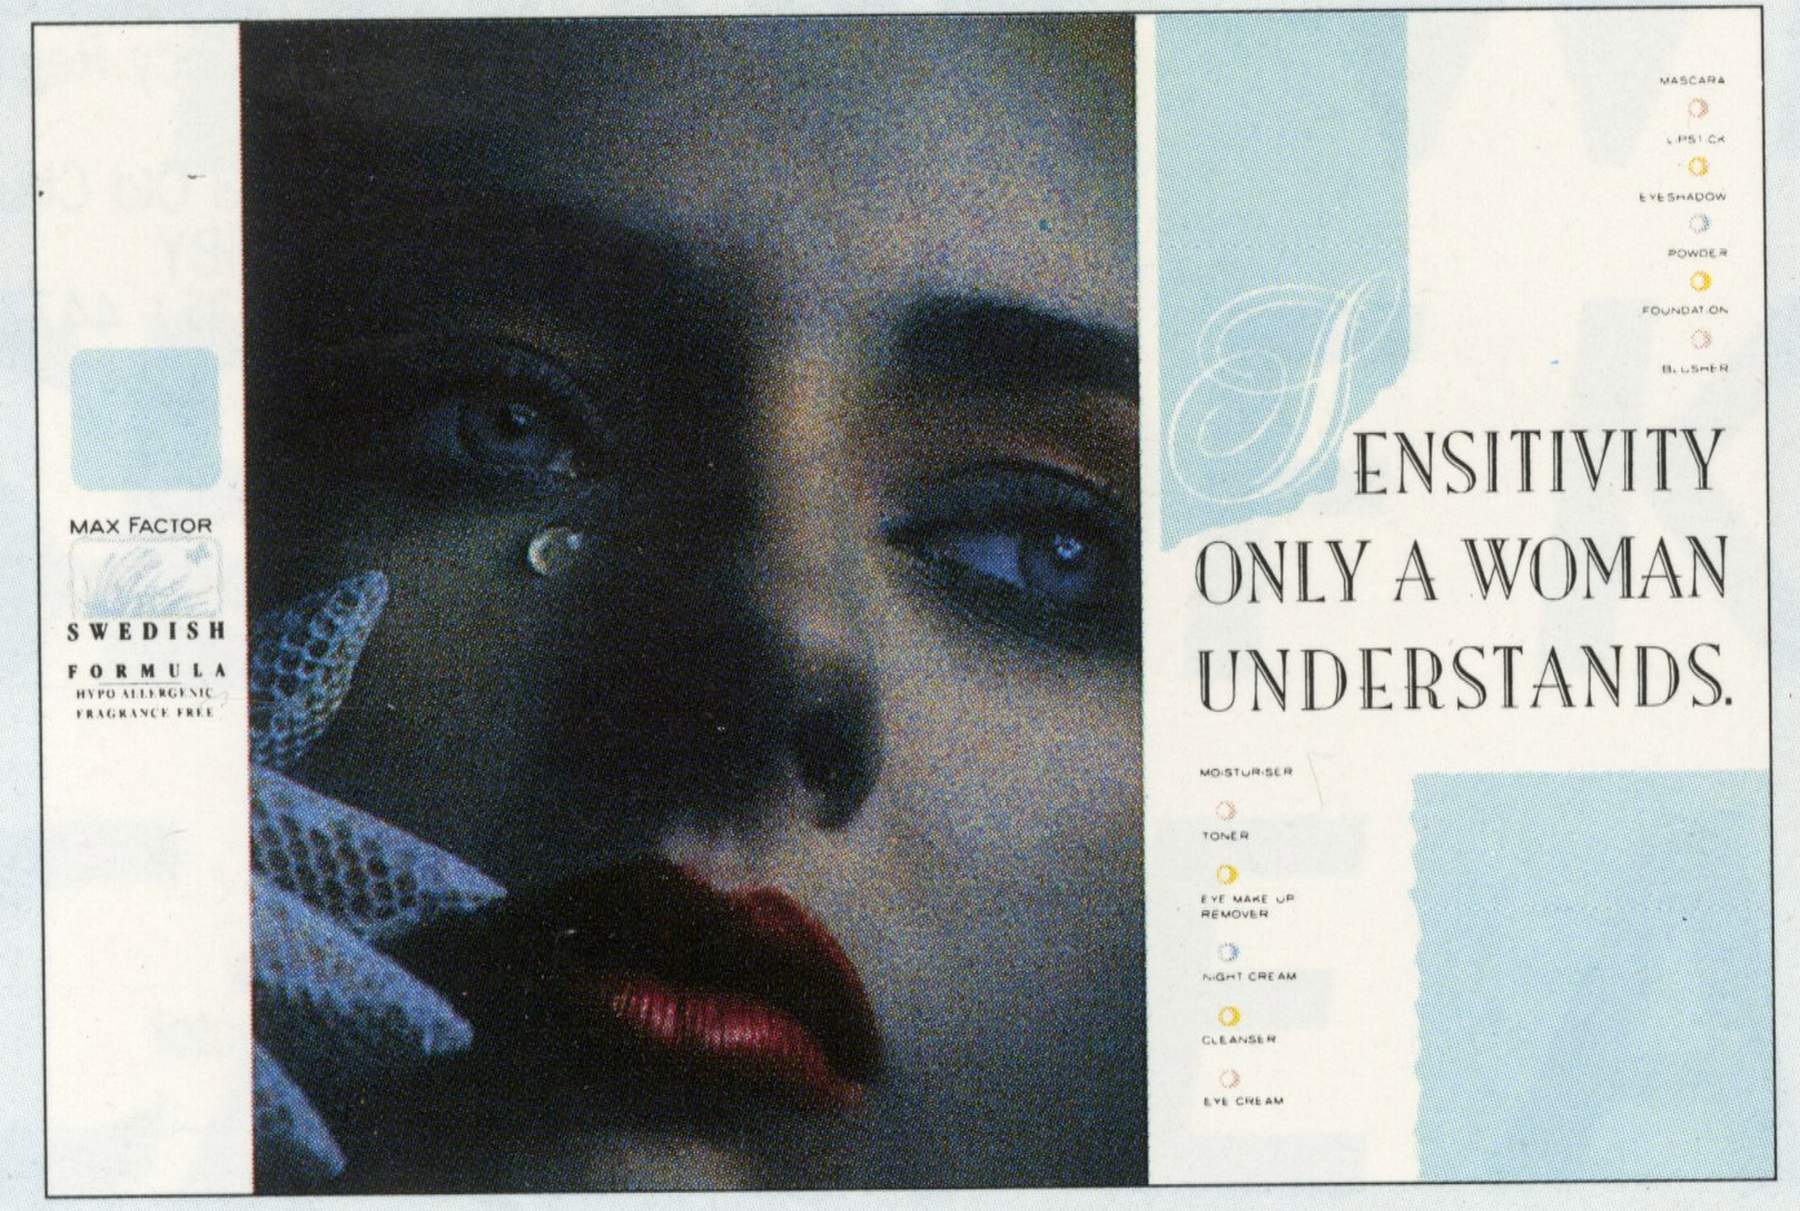 MAX FACTOR
SWEDISH
FORMULA
HYPO ALLERGENIC
FRAGRANCE FREE
MASCARA
LIPSTICK
EYESHADOW
POWDER
FOUNDATION
BLUSHER
SENSITIVITY
ONLY A WOMAN
UNDERSTANDS.
MOISTURISER
TONER
EYE MAKE UP
REMOVER
NIGHT CREAM
CLEANSER
EYE CREAM